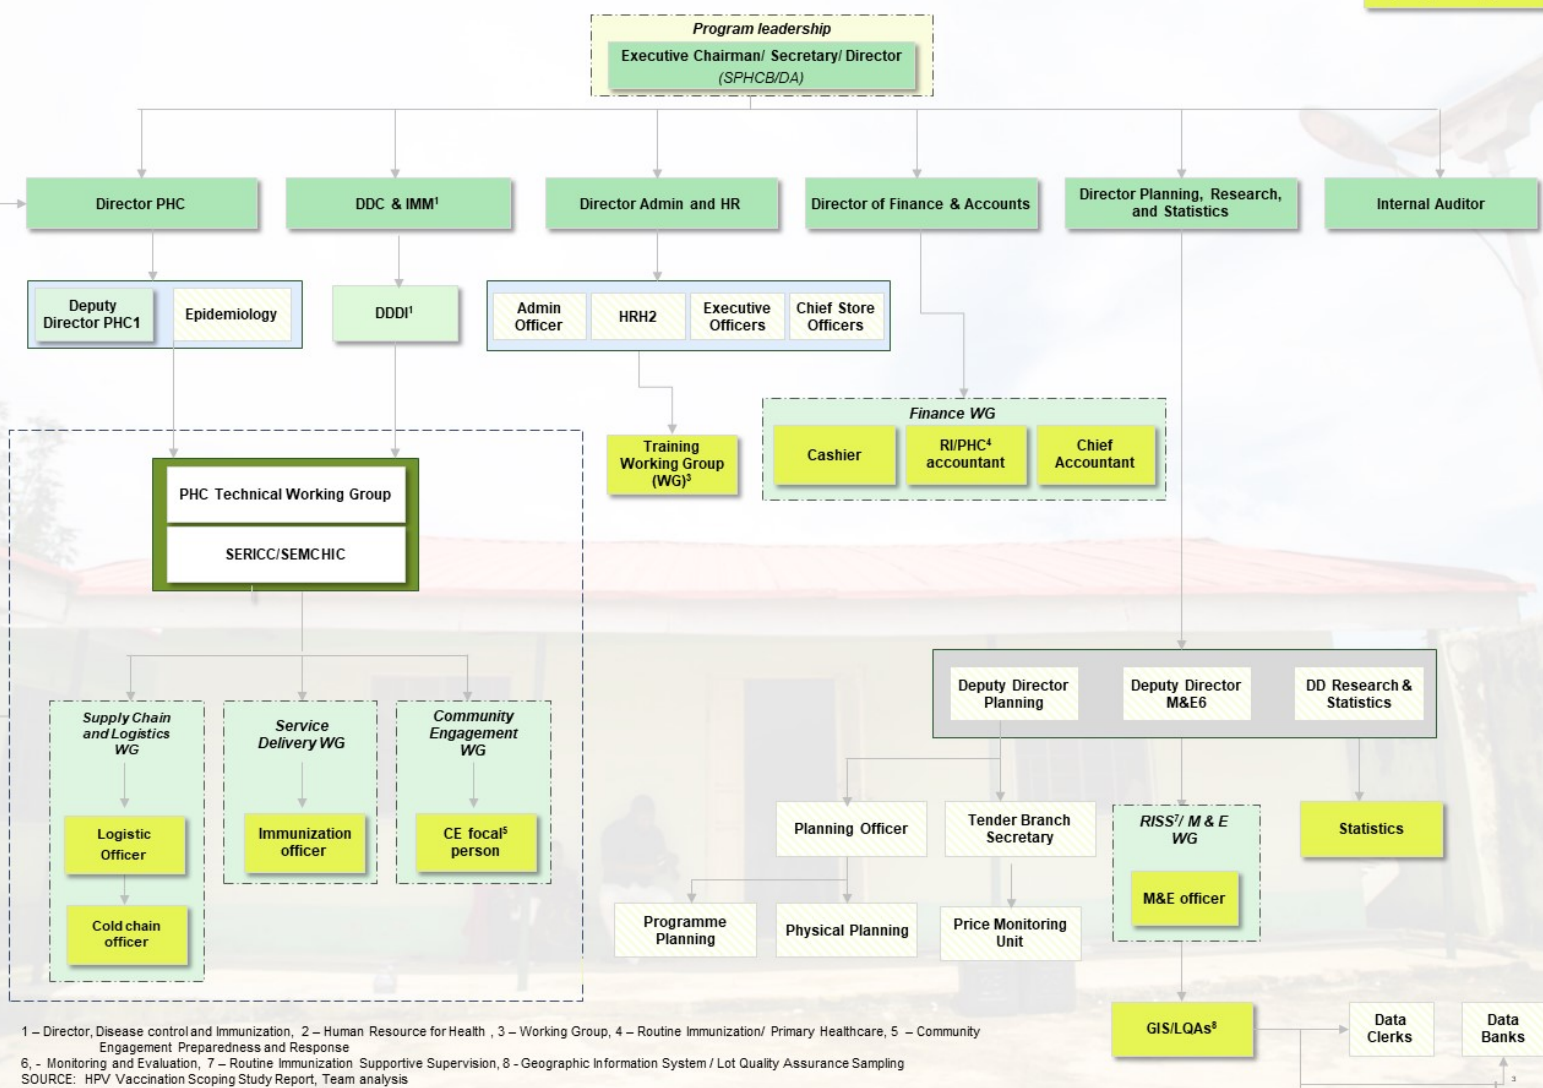 Program leadership
Executive Chairman/ Secretary/ Director
(SPHCB/DA)
Director PHC
DDC & IMM¹
Director Admin and HR
Director of Finance & Accounts
Director Planning, Research,
and Statistics
Internal Auditor
Deputy
Director PHC1
Epidemiology
DDDI¹
Admin
Officer
HRH2
Executive
Officers
Chief Store
Officers
Training
Working Group
(WG)³
Finance WG
Cashier
RI/PHC⁴
accountant
Chief
Accountant
PHC Technical Working Group
SERICC/SEMCHIC
Supply Chain
and Logistics
WG
Logistic
Officer
Cold chain
officer
Service
Delivery WG
Immunization
officer
Community
Engagement
WG
CE focal⁵
person
Deputy Director
Planning
Deputy Director
M&E6
DD Research &
Statistics
Planning Officer
Tender Branch
Secretary
RISS⁷/ M & E
WG
M&E officer
Statistics
Programme
Planning
Physical Planning
Price Monitoring
Unit
GIS/LQAs⁸
Data
Clerks
Data
Banks
1 – Director, Disease control and Immunization, 2 – Human Resource for Health , 3 – Working Group, 4 – Routine Immunization/ Primary Healthcare, 5 – Community
Engagement Preparedness and Response
6, - Monitoring and Evaluation, 7 – Routine Immunization Supportive Supervision, 8 - Geographic Information System / Lot Quality Assurance Sampling
SOURCE: HPV Vaccination Scoping Study Report, Team analysis
3